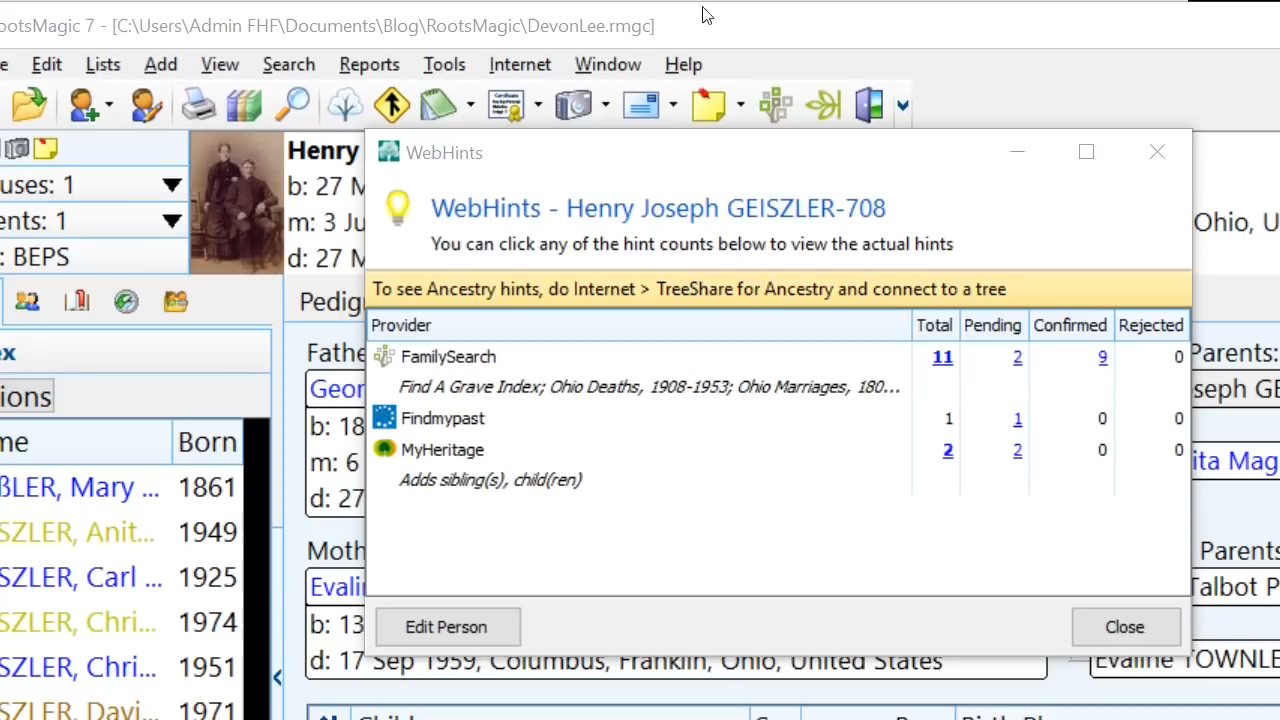 ootsMagic 7 - [C:\Users\Admin FHF\Documents\Blog\RootsMagic\DevonLee.rmgc]
e Edit Lists Add View Search Reports Tools Internet Window Help
uses: 1
ents: 1
: BEPS
Henry
b: 27 M
m: 3 Ju
d: 27 M
Ohio, U
WebHints
WebHints - Henry Joseph GEISZLER-708
You can click any of the hint counts below to view the actual hints
To see Ancestry hints, do Internet > TreeShare for Ancestry and connect to a tree
Provider Total Pending Confirmed Rejected
FamilySearch 11 2 9 0
Find A Grave Index; Ohio Deaths, 1908-1953; Ohio Marriages, 180...
Findmypast 1 1 0 0
MyHeritage 2 2 0 0
Adds sibling(s), child(ren)
Edit Person Close
Pedig
ex
ions
me Born
ßLER, Mary ... 1861
SZLER, Anit... 1949
SZLER, Carl ... 1925
SZLER, Chri... 1974
SZLER, Chri... 1951
SZLER, Davi... 1971
Fathe
Geor
b: 18
m: 6
d: 27
Moth
Evalin
b: 13
d: 17 Sep 1959, Columbus, Franklin, Ohio, United States
Parents:
seph GE
ita Mag
Parents
Talbot P
Evaline TOWNLE